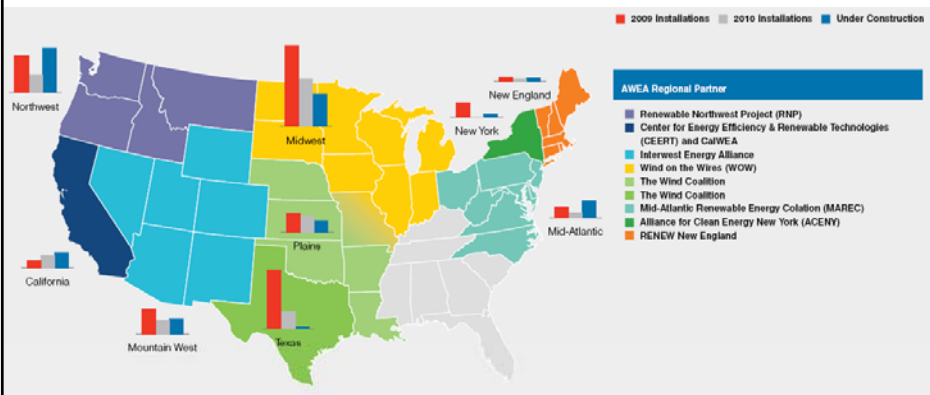 2009 Installations 2010 Installations Under Construction
Northwest
Midwest
New England
New York
AWEA Regional Partner
Renewable Northwest Project (RNP)
Center for Energy Efficiency & Renewable Technologies
(CEERT) and CalWEA
Interwest Energy Alliance
Wind on the Wires (WOW)
The Wind Coalition
The Wind Coalition
Mid-Atlantic Renewable Energy Colation (MAREC)
Alliance for Clean Energy New York (ACENY)
RENEW New England
Mid-Atlantic
Plains
California
Mountain West
Texas